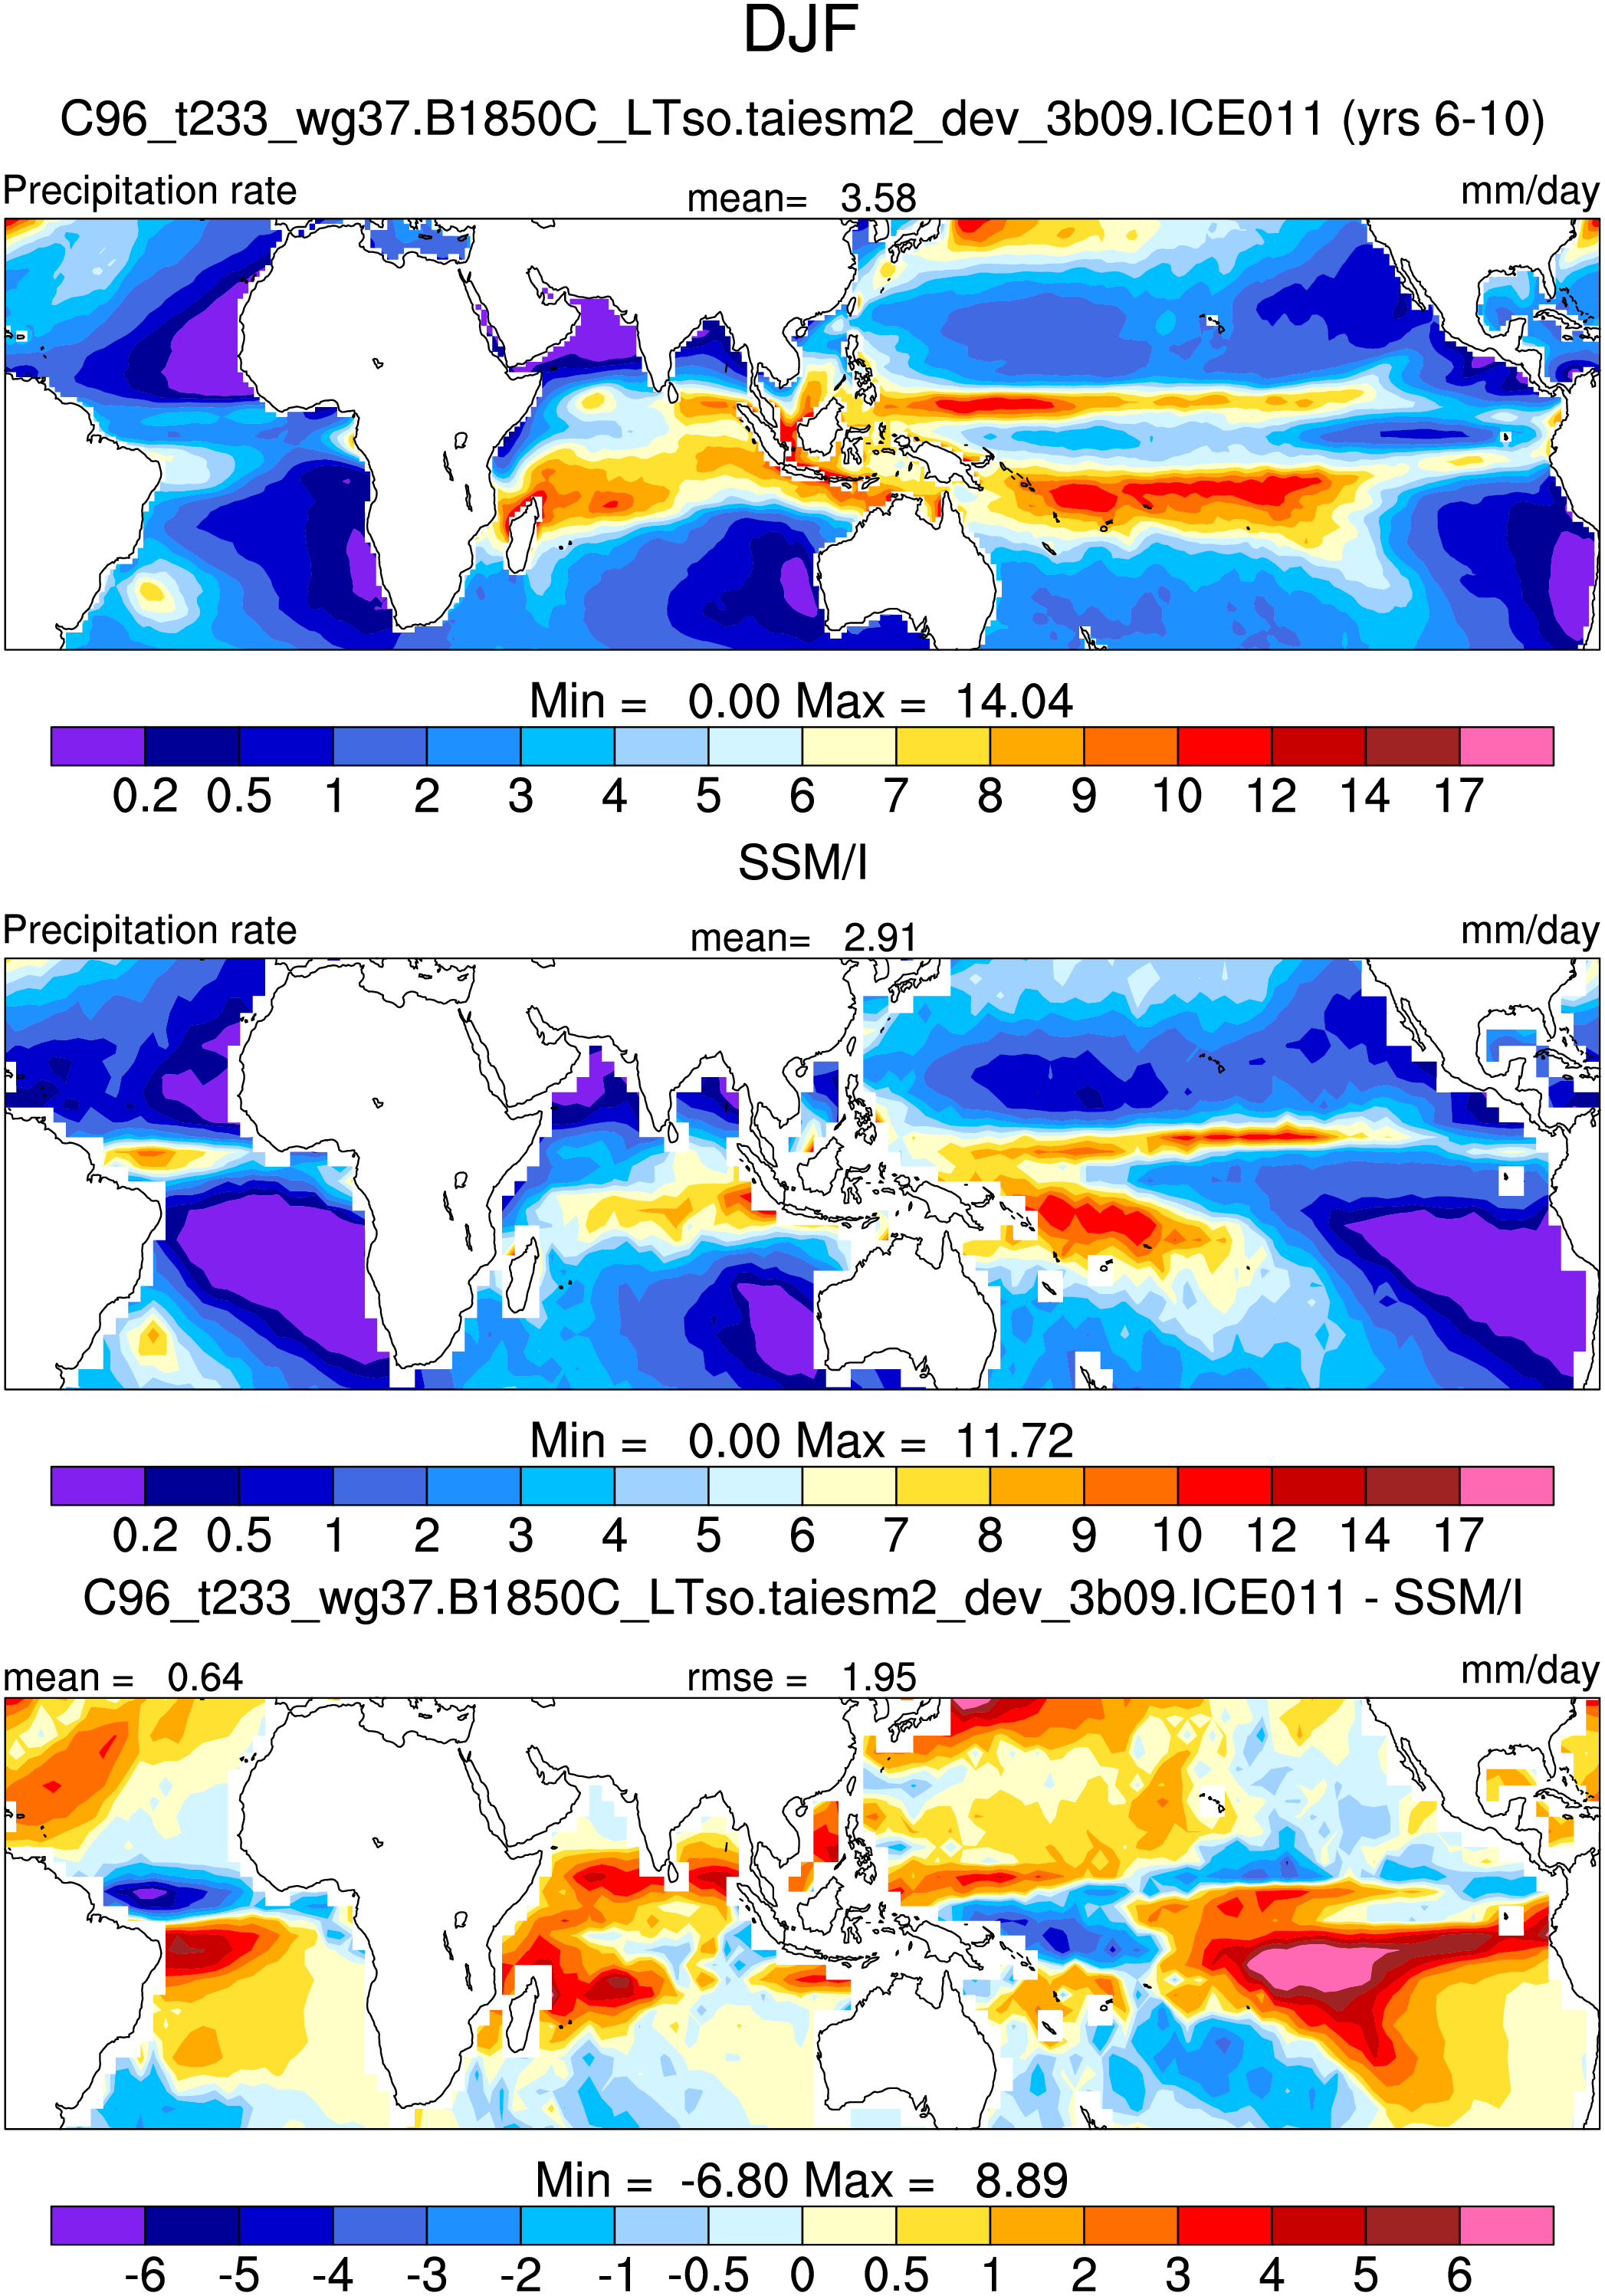 DJF
C96_t233_wg37.B1850C_LTso.taiesm2_dev_3b09.ICE011 (yrs 6-10)
Precipitation rate mean= 3.58 mm/day
Min = 0.00 Max = 14.04
0.2 0.5 1 2 3 4 5 6 7 8 9 10 12 14 17
SSM/I
Precipitation rate mean= 2.91 mm/day
Min = 0.00 Max = 11.72
0.2 0.5 1 2 3 4 5 6 7 8 9 10 12 14 17
C96_t233_wg37.B1850C_LTso.taiesm2_dev_3b09.ICE011 - SSM/I
mean = 0.64 rmse = 1.95 mm/day
Min = -6.80 Max = 8.89
-6 -5 -4 -3 -2 -1 -0.5 0 0.5 1 2 3 4 5 6